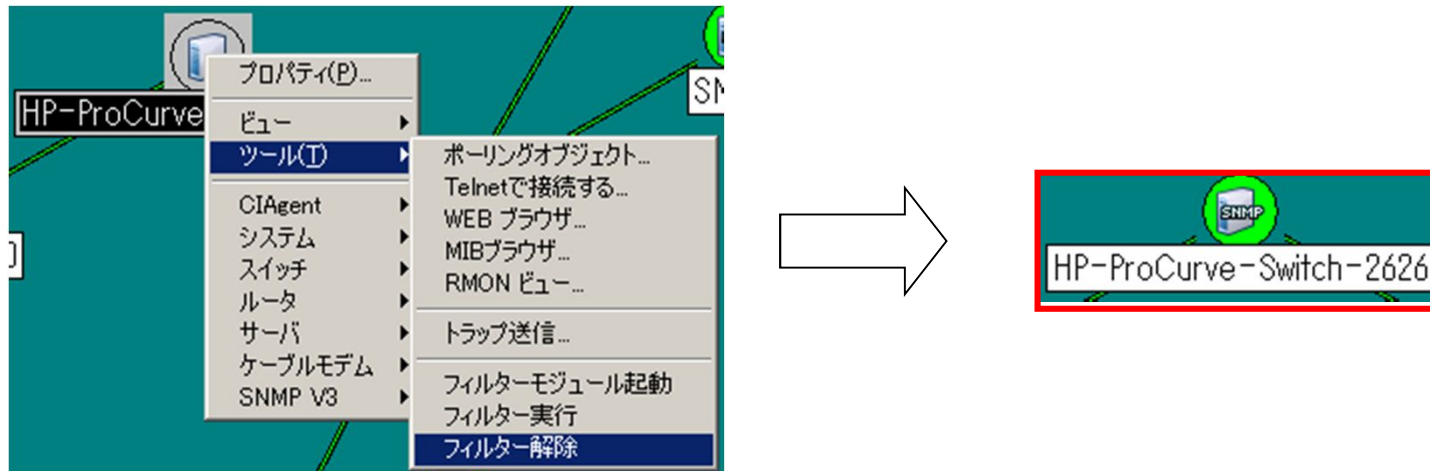 HP-ProCurve
プロパティ(P)...
ビュー
ツール(T)
CIAgent
システム
スイッチ
ルータ
サーバ
ケーブルモデム
SNMP V3
ポーリングオブジェクト...
Telnetで接続する...
WEB ブラウザ...
MIBブラウザ...
RMON ビュー...
トラップ送信...
フィルターモジュール起動
フィルター実行
フィルター解除
SNMP
HP-ProCurve-Switch-2626